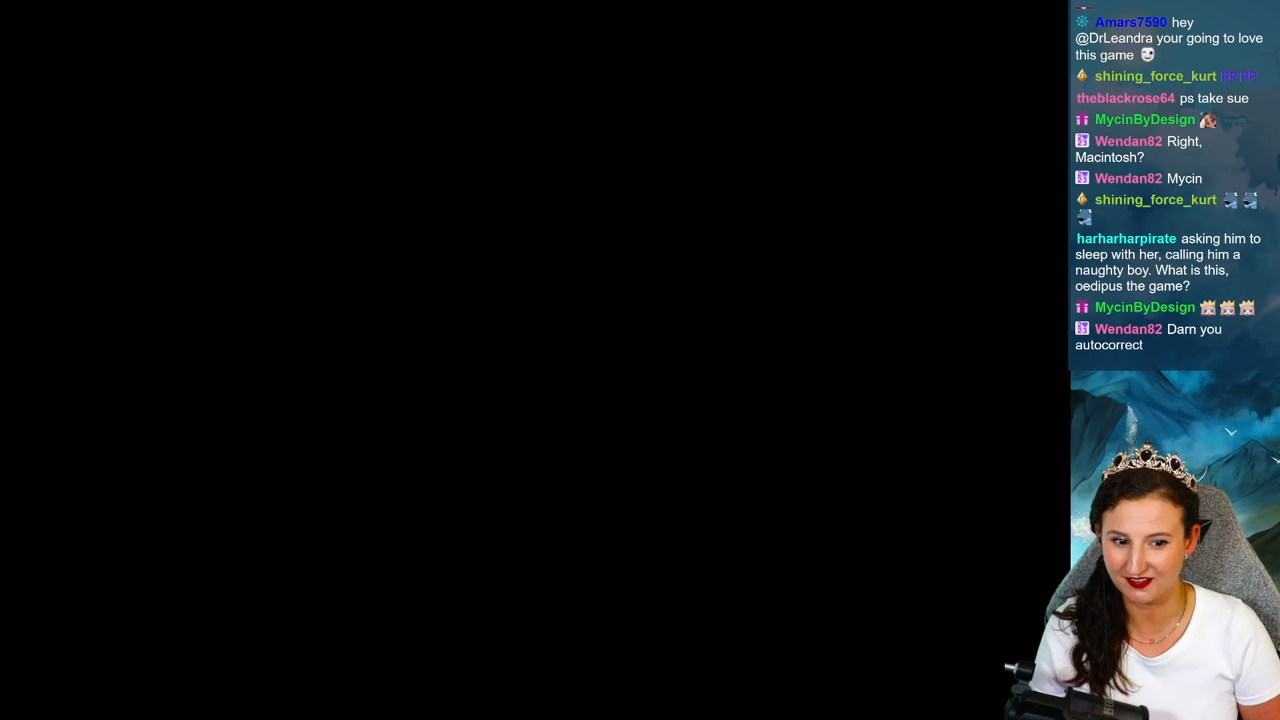 Amars7590 hey
@DrLeandra your going to love
this game
shining_force_kurt
theblackrose64 ps take sue
MycinByDesign
Wendan82 Right,
Macintosh?
Wendan82 Mycin
shining_force_kurt
harharharpirate asking him to
sleep with her, calling him a
naughty boy. What is this,
oedipus the game?
MycinByDesign
Wendan82 Darn you
autocorrect